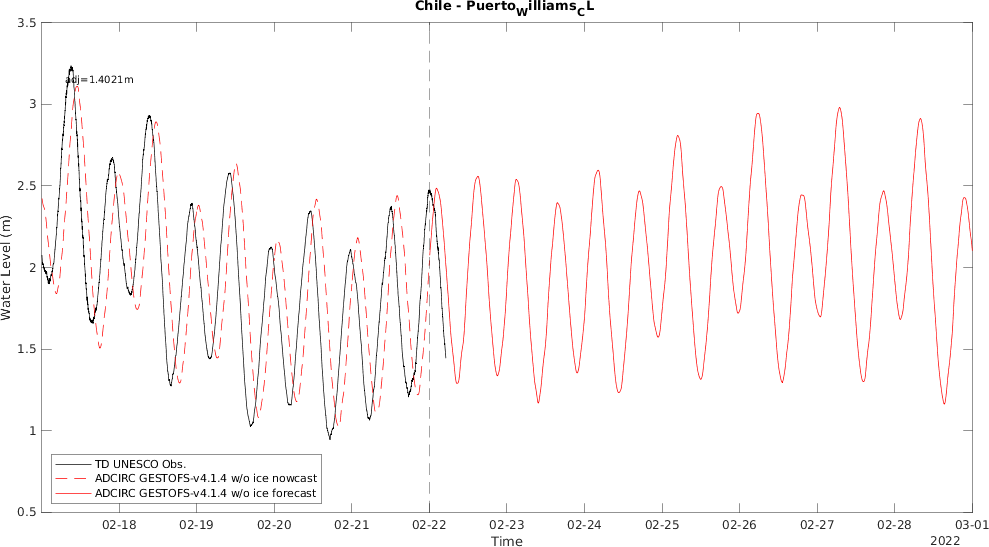 Chile - PuertoWilliamsCL
adj=1.4021m
3.5
3
2.5
2
1.5
1
0.5
Water Level (m)
TD UNESCO Obs.
ADCIRC GESTOFS-v4.1.4 w/o ice nowcast
ADCIRC GESTOFS-v4.1.4 w/o ice forecast
02-18 02-19 02-20 02-21 02-22 02-23 02-24 02-25 02-26 02-27 02-28 03-01
Time
2022